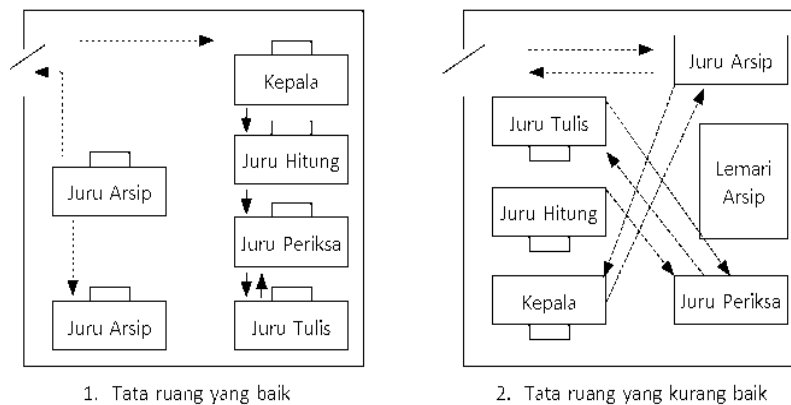 Kepala
Juru Hitung
Juru Arsip
Juru Periksa
Juru Arsip
Juru Tulis
1. Tata ruang yang baik
Juru Arsip
Juru Tulis
Lemari
Arsip
Juru Hitung
Kepala
Juru Periksa
2. Tata ruang yang kurang baik